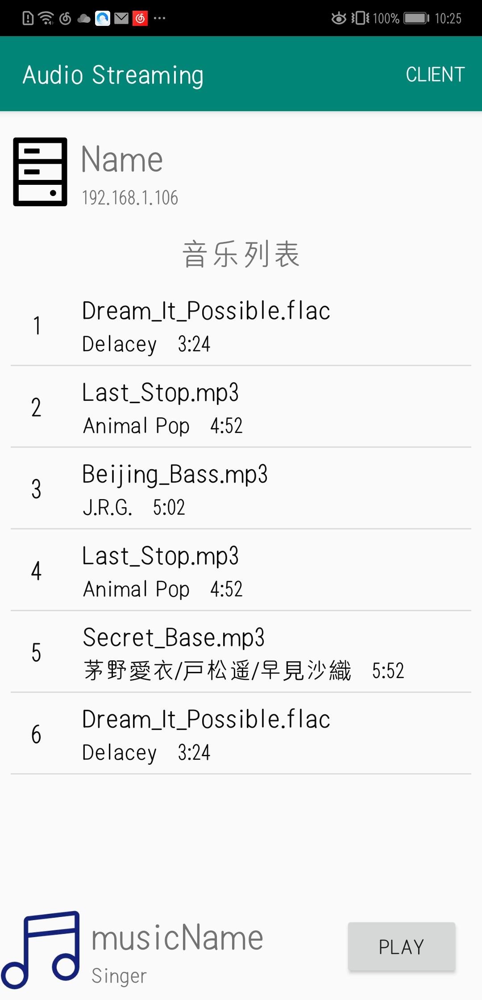 100% 10:25
Audio Streaming CLIENT
Name
192.168.1.106
音乐列表
1
Dream_It_Possible.flac
Delacey 3:24
2
Last_Stop.mp3
Animal Pop 4:52
3
Beijing_Bass.mp3
J.R.G. 5:02
4
Last_Stop.mp3
Animal Pop 4:52
5
Secret_Base.mp3
茅野愛衣/戸松遥/早見沙織 5:52
6
Dream_It_Possible.flac
Delacey 3:24
musicName
Singer
PLAY